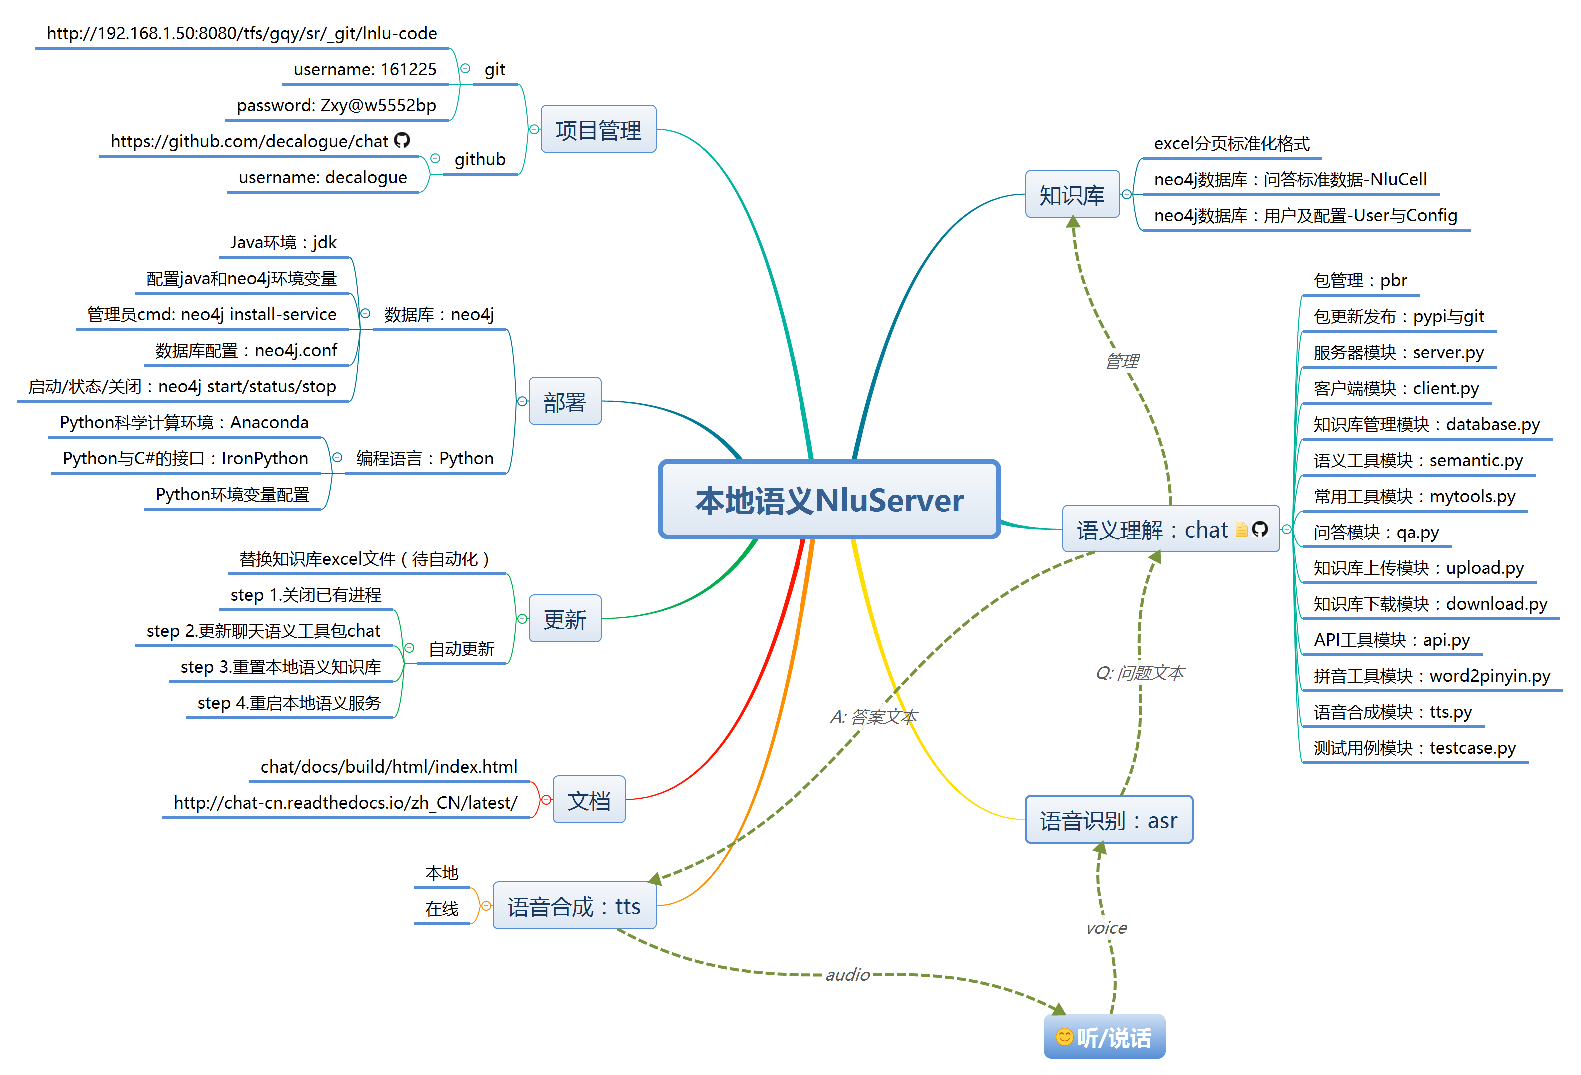 本地语义NluServer
项目管理
git
http://192.168.1.50:8080/tfs/gqy/sr/_git/lnlu-code
username: 161225
password: Zxy@w5552bp
github
https://github.com/decalogue/chat
username: decalogue
部署
数据库：neo4j
Java环境：jdk
配置java和neo4j环境变量
管理员cmd: neo4j install-service
数据库配置：neo4j.conf
启动/状态/关闭：neo4j start/status/stop
编程语言：Python
Python科学计算环境：Anaconda
Python与C#的接口：IronPython
Python环境变量配置
更新
替换知识库excel文件（待自动化）
自动更新
step 1.关闭已有进程
step 2.更新聊天语义工具包chat
step 3.重置本地语义知识库
step 4.重启本地语义服务
文档
chat/docs/build/html/index.html
http://chat-cn.readthedocs.io/zh_CN/latest/
语音合成：tts
本地
在线
知识库
excel分页标准化格式
neo4j数据库：问答标准数据-NluCell
neo4j数据库：用户及配置-User与Config
管理
语义理解：chat
包管理：pbr
包更新发布：pypi与git
服务器模块：server.py
客户端模块：client.py
知识库管理模块：database.py
语义工具模块：semantic.py
常用工具模块：mytools.py
问答模块：qa.py
知识库上传模块：upload.py
知识库下载模块：download.py
API工具模块：api.py
拼音工具模块：word2pinyin.py
语音合成模块：tts.py
测试用例模块：testcase.py
Q: 问题文本
A: 答案文本
语音识别：asr
voice
audio
听/说话